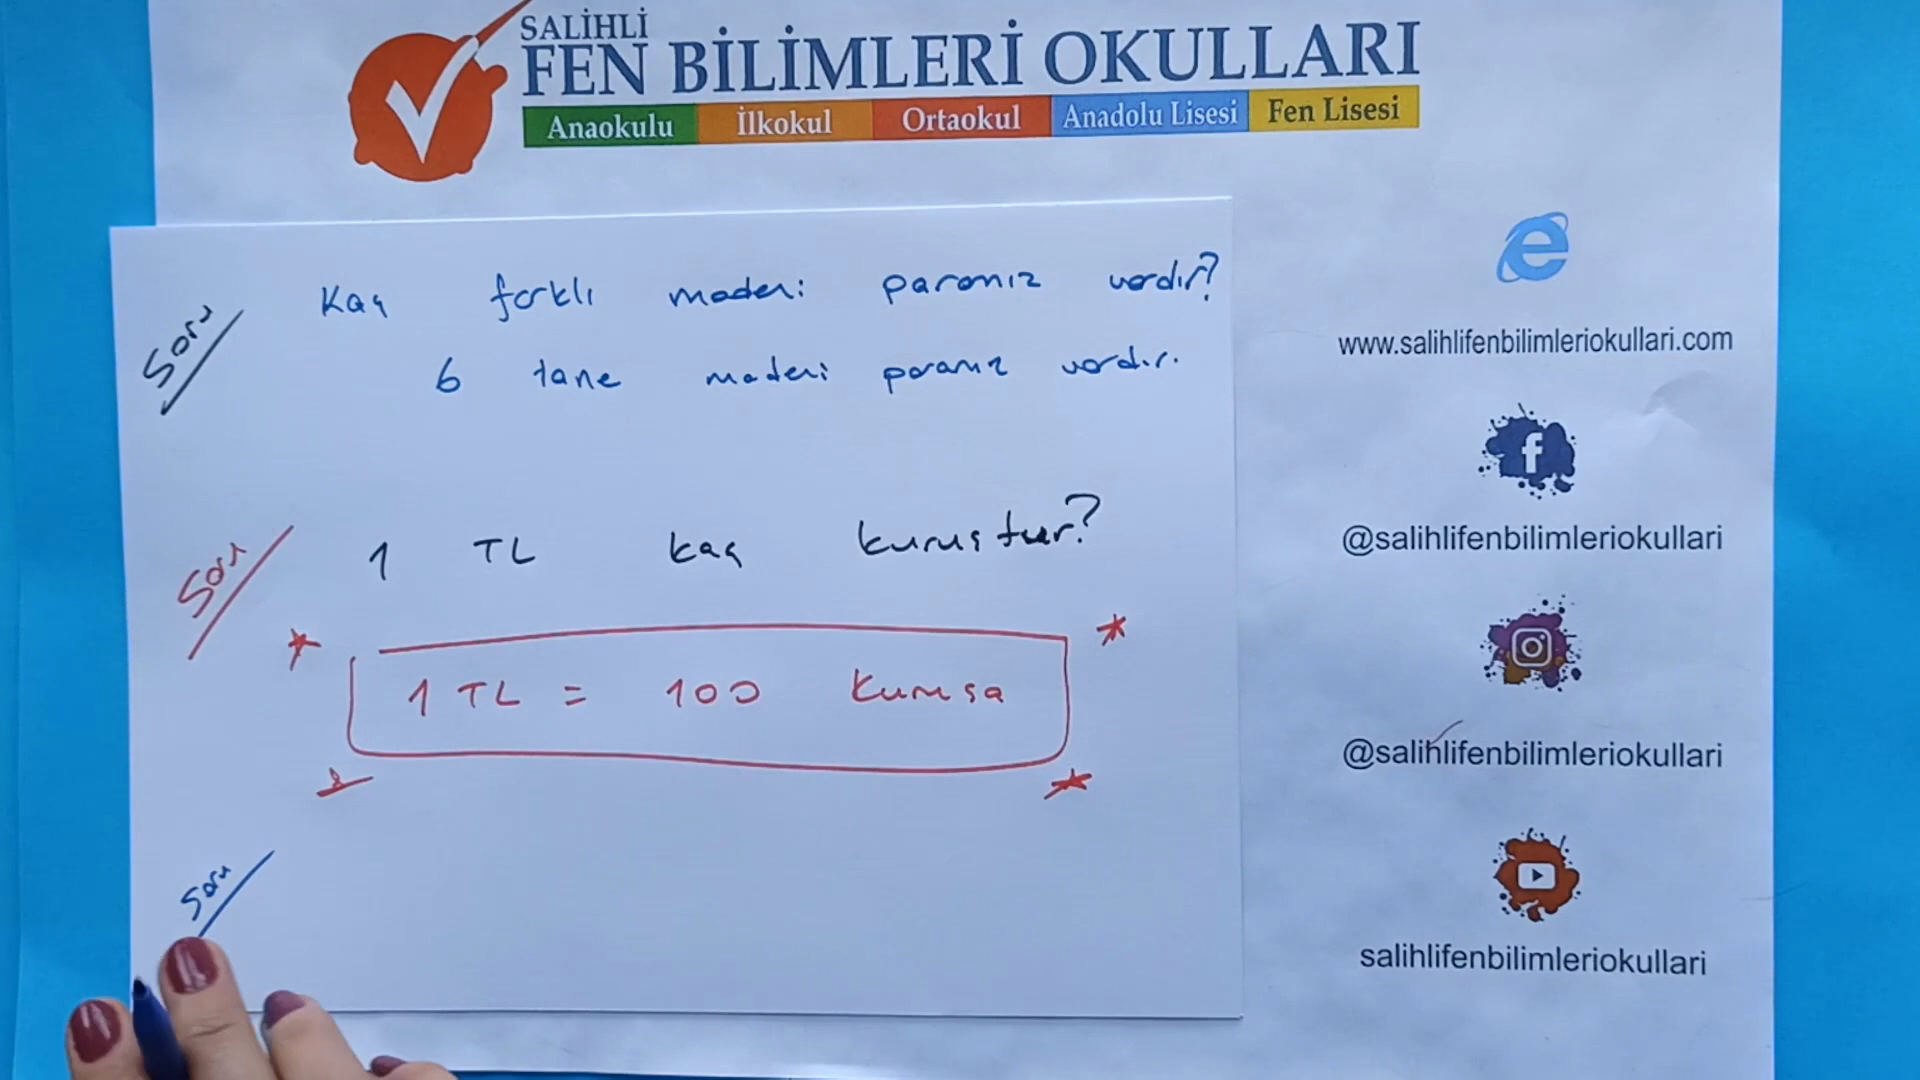 SALİHLİ
FEN BİLİMLERİ OKULLARI
Anaokulu İlkokul Ortaokul Anadolu Lisesi Fen Lisesi
Soru Kaç farklı madeni paramız vardır?
6 tane madeni paramız vardır.
Soru 1 TL kaç kuruştur?
1 TL = 100 kuruşa
Soru
www.salihlifenbilimleriokullari.com
@salihlifenbilimleriokullari
@salihlifenbilimleriokullari
salihlifenbilimleriokullari